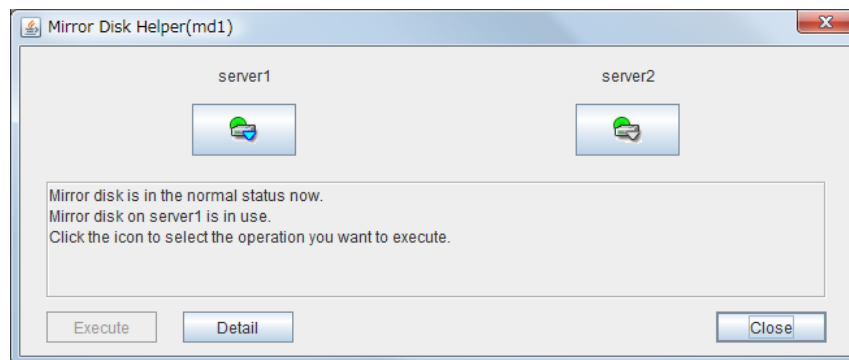 Mirror Disk Helper(md1)
server1 server2
Mirror disk is in the normal status now.
Mirror disk on server1 is in use.
Click the icon to select the operation you want to execute.
Execute Detail Close